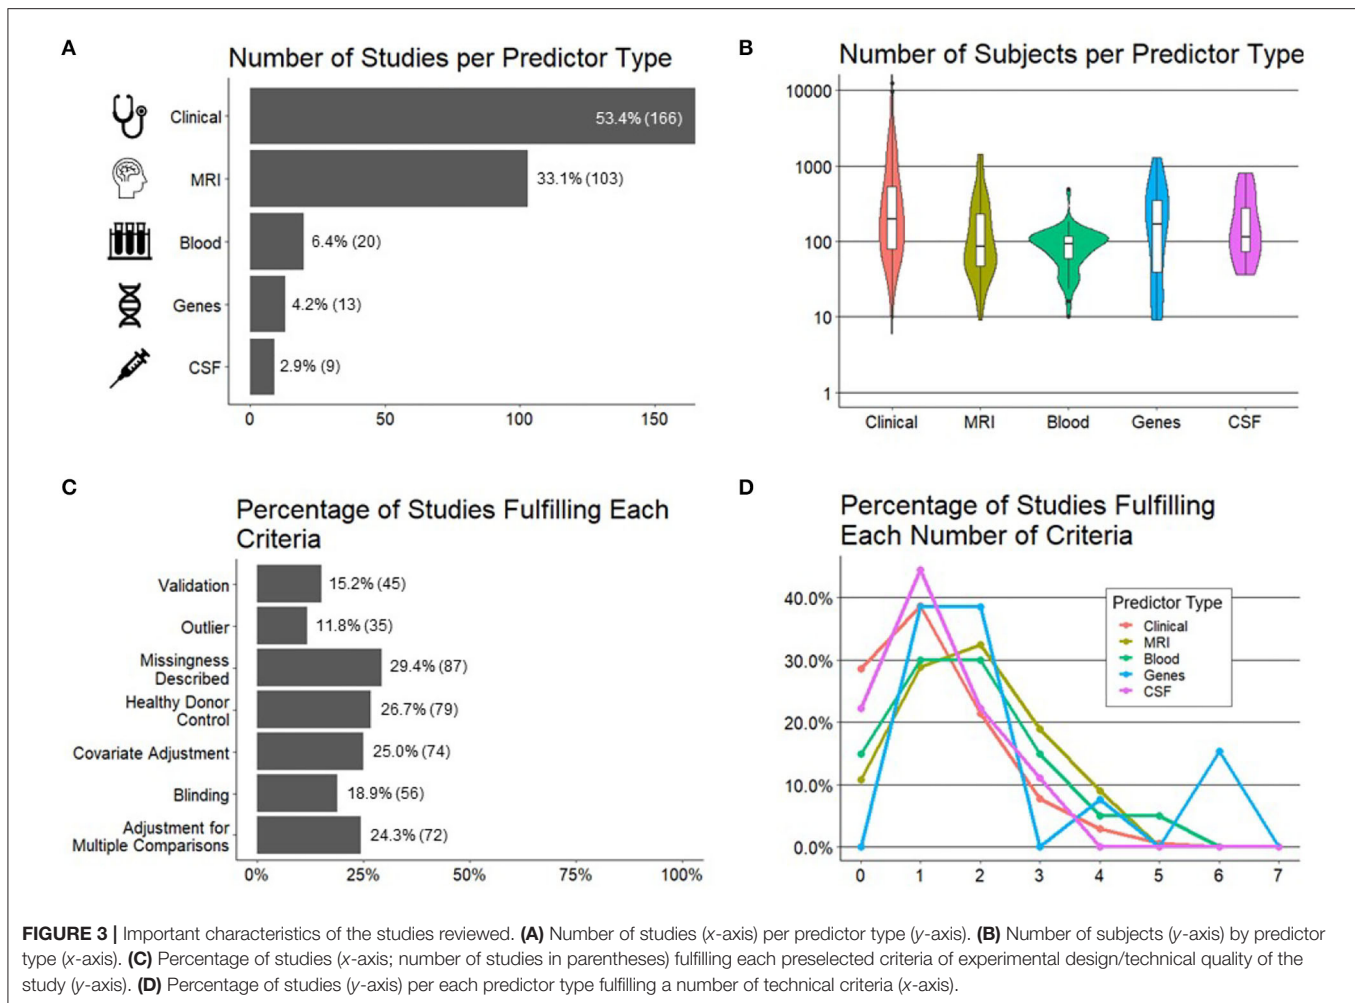 A
Number of Studies per Predictor Type
Clinical
53.4% (166)
MRI
33.1% (103)
Blood
6.4% (20)
Genes
4.2% (13)
CSF
2.9% (9)
0 50 100 150
B
Number of Subjects per Predictor Type
10000
1000
100
10
1
Clinical MRI Blood Genes CSF
C
Percentage of Studies Fulfilling Each
Criteria
Validation
15.2% (45)
Outlier
11.8% (35)
Missingness
Described
29.4% (87)
Healthy Donor
Control
26.7% (79)
Covariate Adjustment
25.0% (74)
Blinding
18.9% (56)
Adjustment for
Multiple Comparisons
24.3% (72)
0% 25% 50% 75% 100%
D
Percentage of Studies Fulfilling
Each Number of Criteria
40.0%
30.0%
20.0%
10.0%
0.0%
Predictor Type
Clinical
MRI
Blood
Genes
CSF
0 1 2 3 4 5 6 7
FIGURE 3 | Important characteristics of the studies reviewed. (A) Number of studies (x-axis) per predictor type (y-axis). (B) Number of subjects (y-axis) by predictor
type (x-axis). (C) Percentage of studies (x-axis; number of studies in parentheses) fulfilling each preselected criteria of experimental design/technical quality of the
study (y-axis). (D) Percentage of studies (y-axis) per each predictor type fulfilling a number of technical criteria (x-axis).